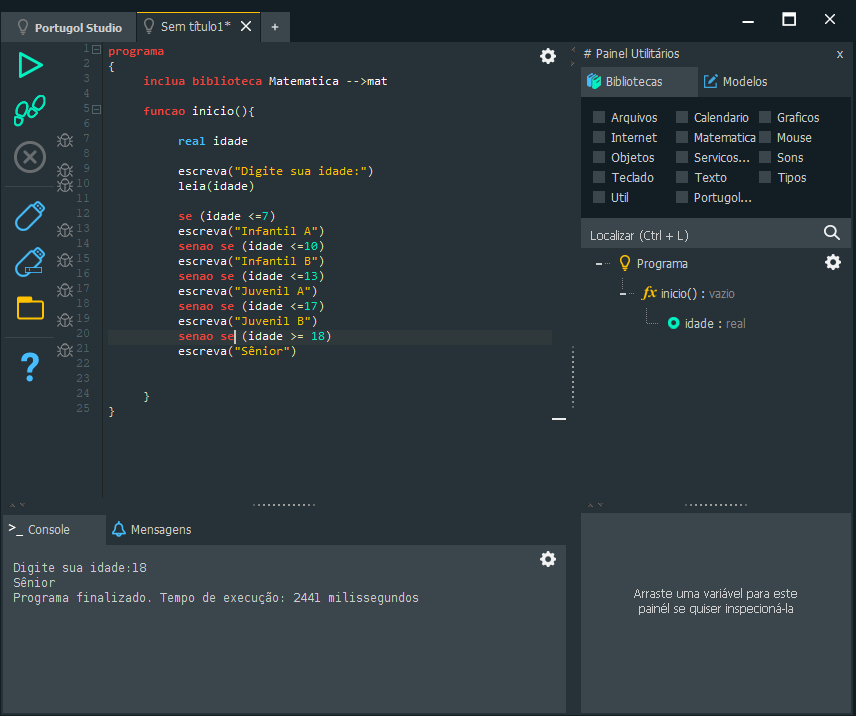 Portugol Studio
Sem título1*
+
1 programa
2 {
3 inclua biblioteca Matematica -->mat
4
5 funcao inicio(){
6
7 real idade
8
9 escreva("Digite sua idade:")
10 leia(idade)
11
12 se (idade <=7)
13 escreva("Infantil A")
14 senao se (idade <=10)
15 escreva("Infantil B")
16 senao se (idade <=13)
17 escreva("Juvenil A")
18 senao se (idade <=17)
19 escreva("Juvenil B")
20 senao se (idade >= 18)
21 escreva("Sênior")
22
23
24 }
25 }
# Painel Utilitários x
Bibliotecas Modelos
Arquivos Calendario Graficos
Internet Matematica Mouse
Objetos Servicos... Sons
Teclado Texto Tipos
Util Portugol...
Localizar (Ctrl + L)
Programa
fx inicio() : vazio
idade : real
>_ Console Mensagens
Digite sua idade:18
Sênior
Programa finalizado. Tempo de execução: 2441 milissegundos
Arraste uma variável para este
painél se quiser inspecioná-la